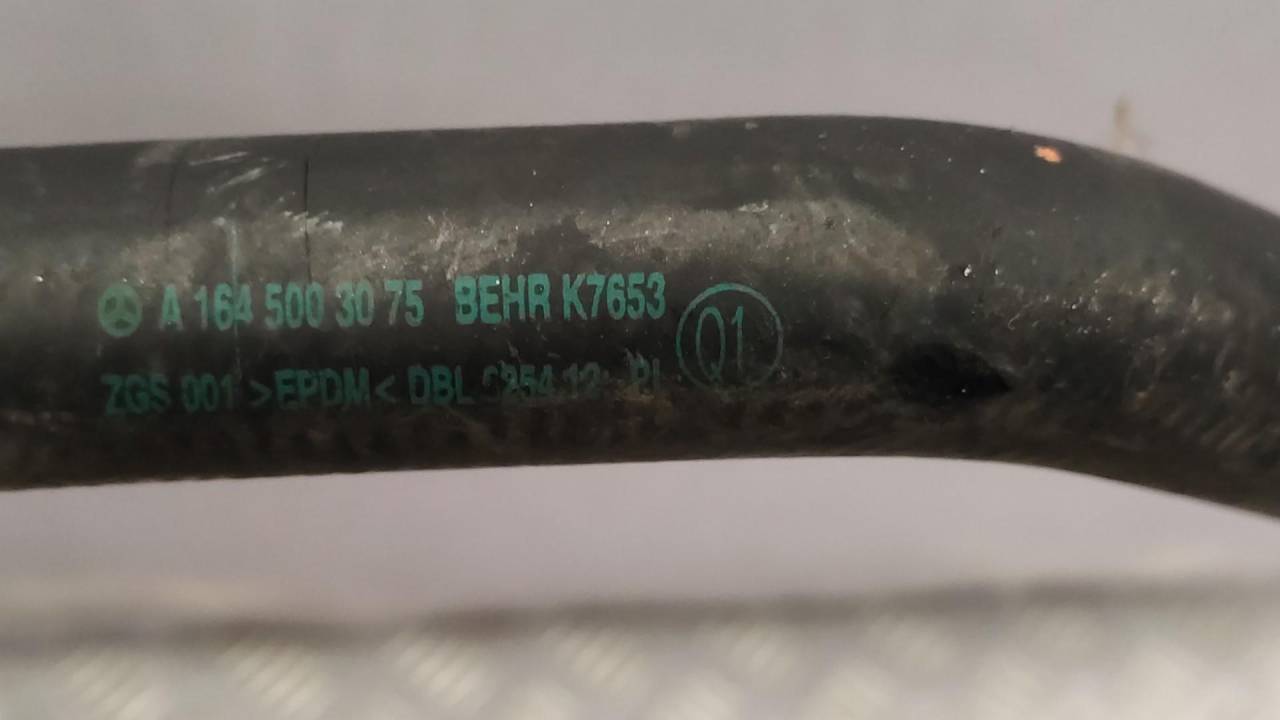 A 164 500 30 75 BEHR K7653
Q1
ZGS 001 >EPDM< DBL